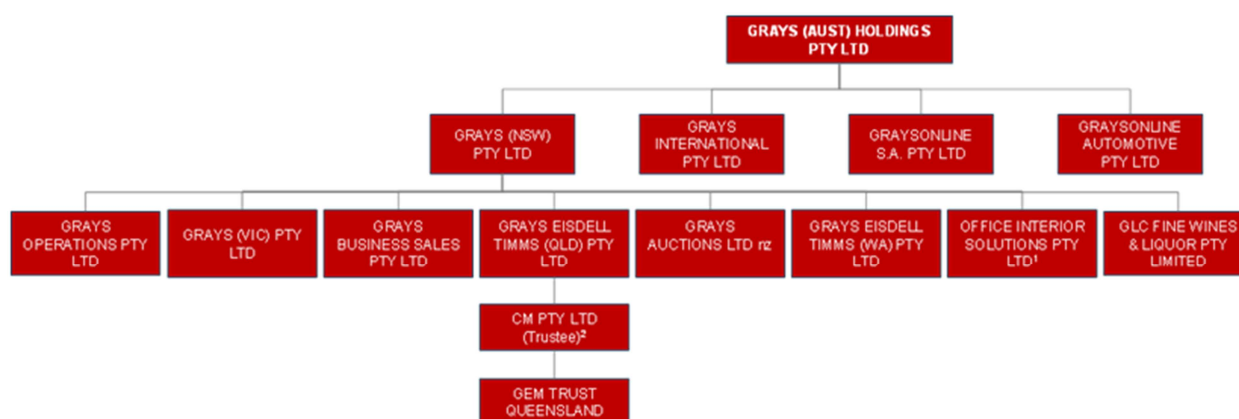 GRAYS (AUST) HOLDINGS
PTY LTD
GRAYS (NSW)
PTY LTD
GRAYS
INTERNATIONAL
PTY LTD
GRAYSONLINE
S.A. PTY LTD
GRAYSONLINE
AUTOMOTIVE
PTY LTD
GRAYS
OPERATIONS PTY
LTD
GRAYS (VIC) PTY
LTD
GRAYS
BUSINESS SALES
PTY LTD
GRAYS EISDELL
TIMMS (QLD) PTY
LTD
GRAYS
AUCTIONS LTD nz
GRAYS EISDELL
TIMMS (WA) PTY
LTD
OFFICE INTERIOR
SOLUTIONS PTY
LTD¹
GLC FINE WINES
& LIQUOR PTY
LIMITED
CM PTY LTD
(Trustee)²
GEM TRUST
QUEENSLAND